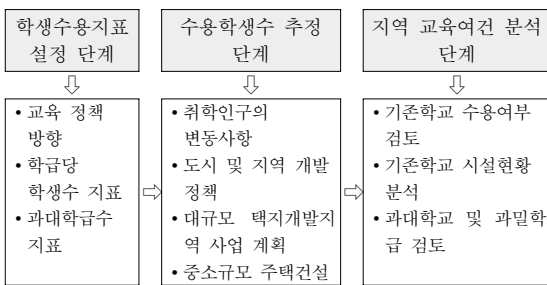 학생수용지표
설정 단계
수용학생수 추정
단계
지역 교육여건 분석
단계
• 교육 정책
방향
• 학급당
학생수 지표
• 과대학급수
지표
• 취학인구의
변동사항
• 도시 및 지역 개발
정책
• 대규모 택지개발지
역 사업 계획
• 중소규모 주택건설
• 기존학교 수용여부
검토
• 기존학교 시설현황
분석
• 과대학교 및 과밀학
급 검토